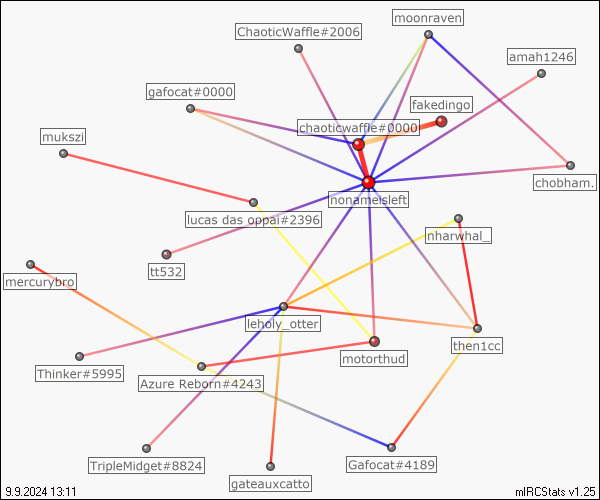 moonraven
ChaoticWaffle#2006
amah1246
gafocat#0000
fakedingo
chaoticwaffle#0000
mukszi
chobham.
nonameisleft
lucas das oppai#2396
nharwhal_
tt532
mercurybro
leholy_otter
then1cc
motorthud
Thinker#5995
Azure Reborn#4243
TripleMidget#8824
Gafocat#4189
gateauxcatto
9.9.2024 13:11
mIRCStats v1.25